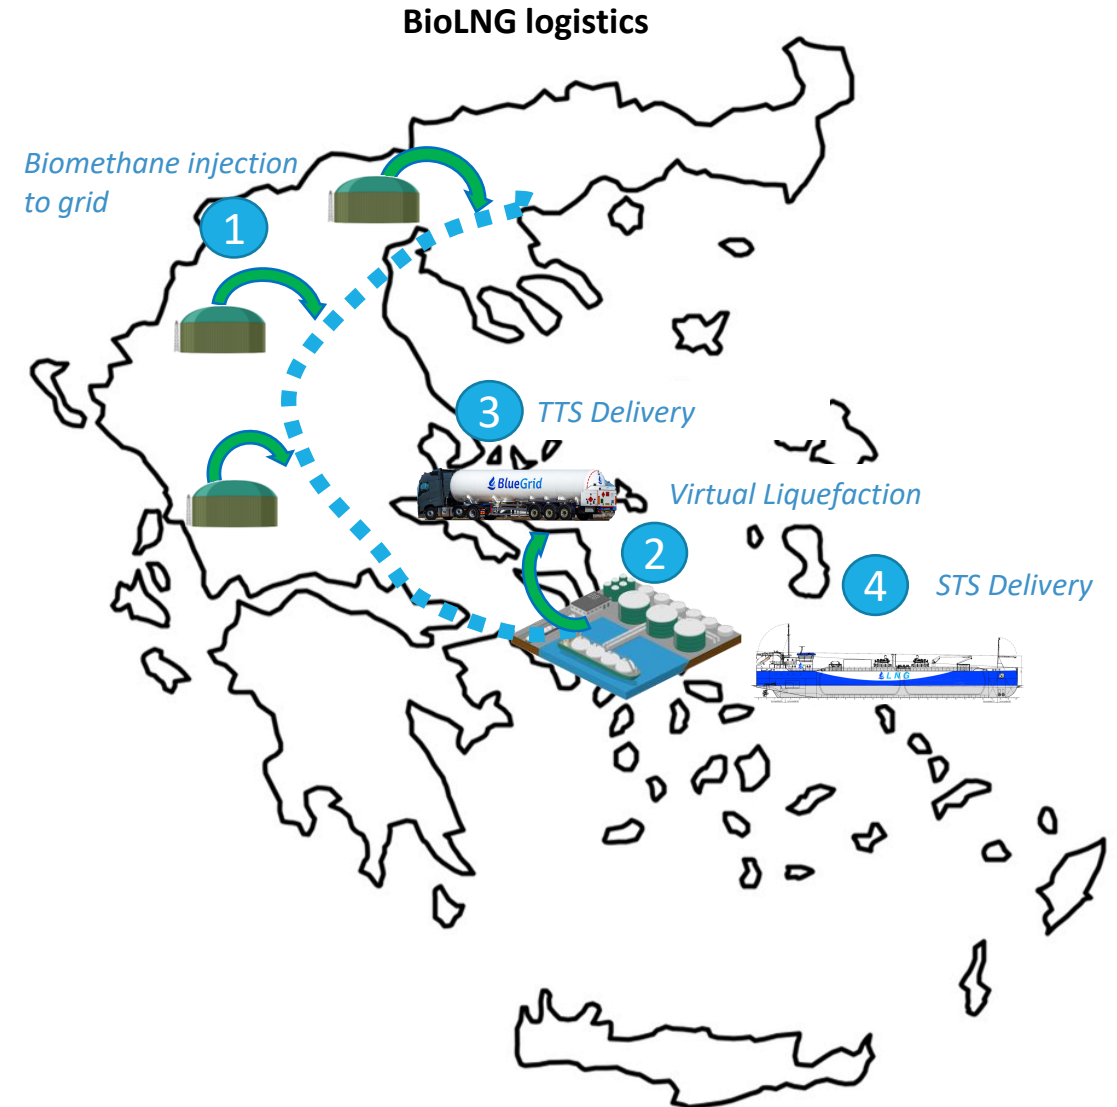 BioLNG logistics
Biomethane injection
to grid
1
3
TTS Delivery
BlueGrid
Virtual Liquefaction
2
4
STS Delivery
LNG